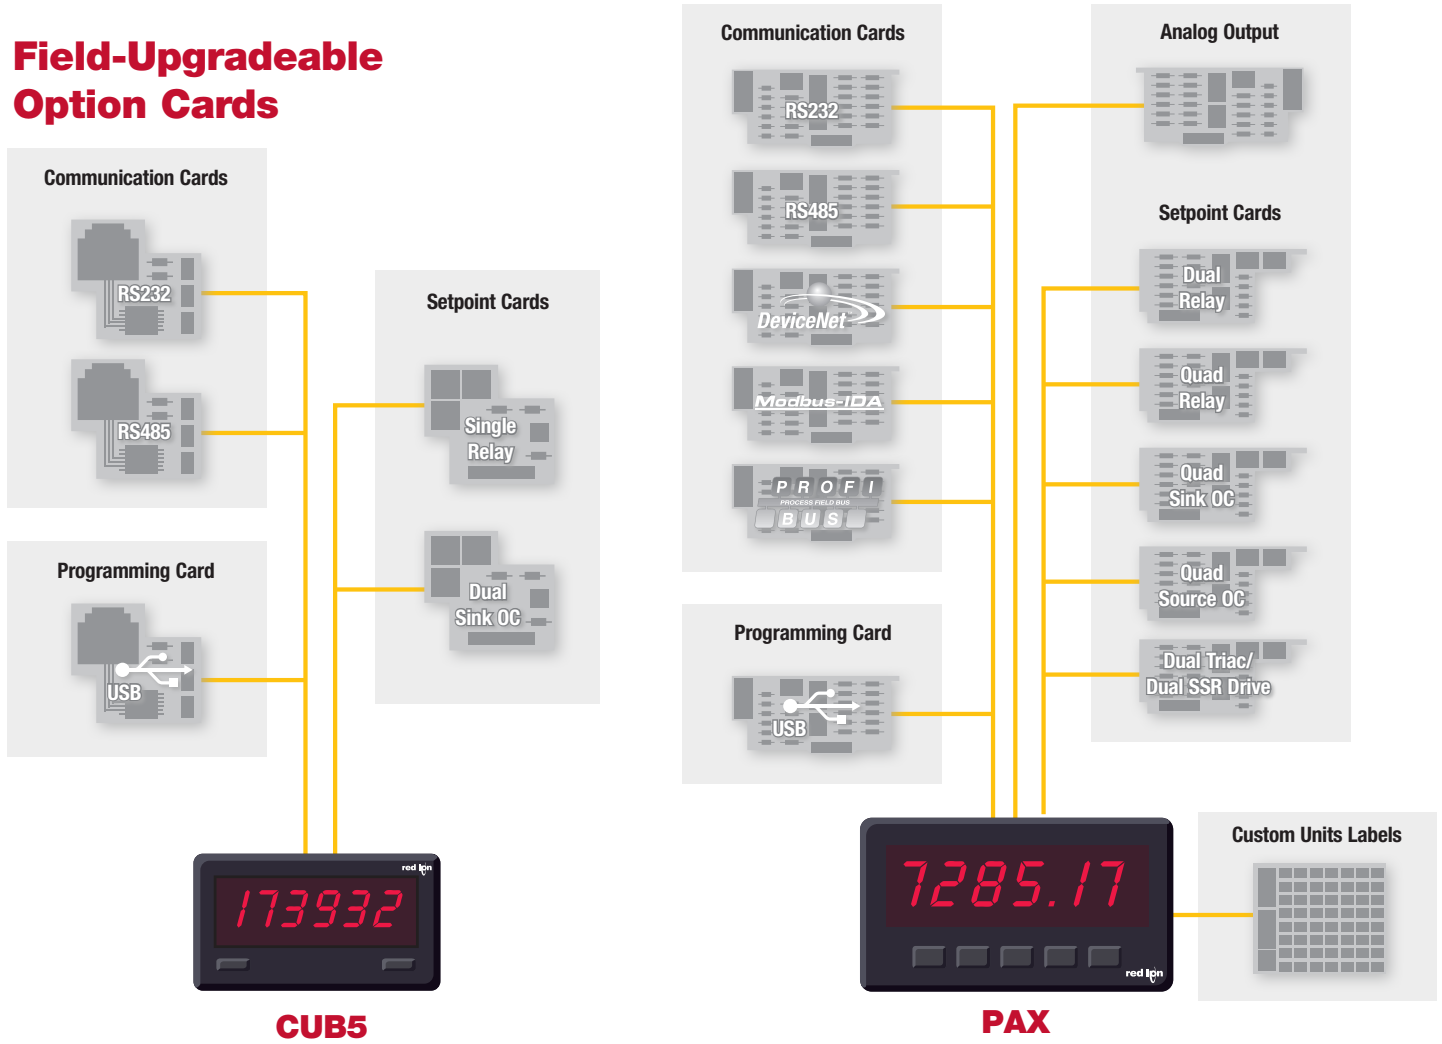 Field-Upgradeable
Option Cards
Communication Cards
RS232
RS485
Programming Card
USB
Setpoint Cards
Single
Relay
Dual
Sink OC
red lion
173932
CUB5
Communication Cards
RS232
RS485
DeviceNet
Modbus-IDA
PROFI
PROCESS FIELD BUS
BUS
Programming Card
USB
Analog Output
Setpoint Cards
Dual
Relay
Quad
Relay
Quad
Sink OC
Quad
Source OC
Dual Triac/
Dual SSR Drive
7285.17
red lion
PAX
Custom Units Labels